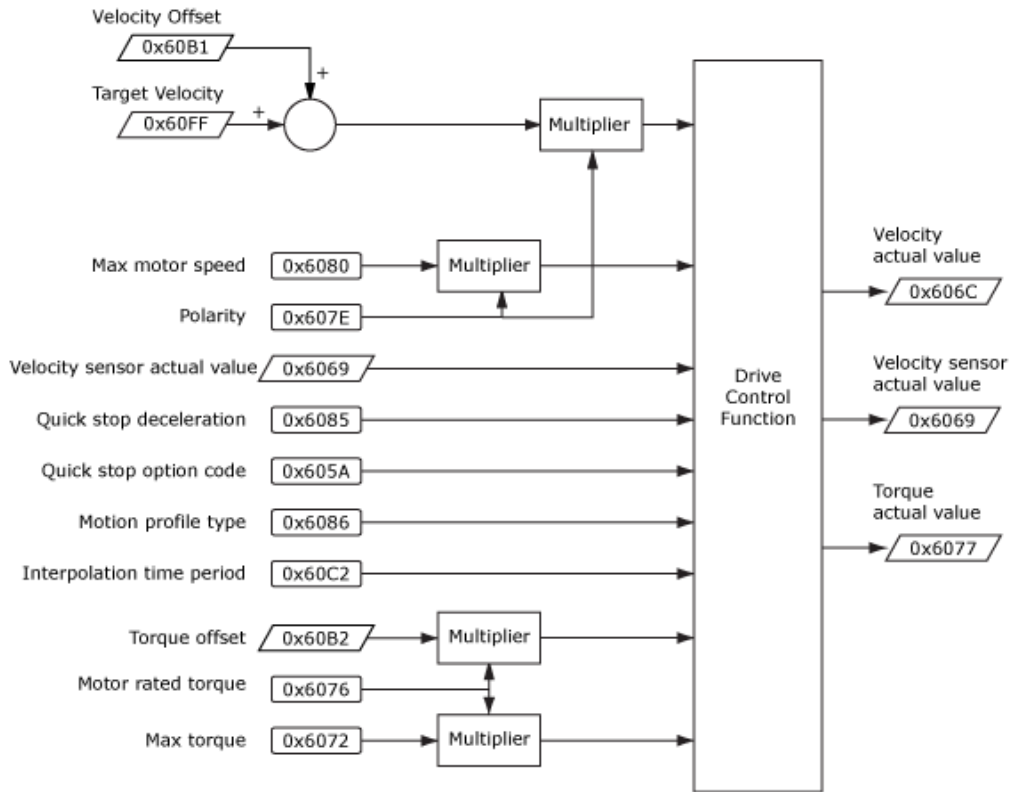 Velocity Offset
0x60B1
+
Target Velocity
+
0x60FF
Multiplier
Max motor speed
0x6080
Multiplier
Polarity
0x607E
Velocity sensor actual value
0x6069
Quick stop deceleration
0x6085
Quick stop option code
0x605A
Motion profile type
0x6086
Interpolation time period
0x60C2
Torque offset
0x60B2
Multiplier
Motor rated torque
0x6076
Max torque
0x6072
Multiplier
Drive
Control
Function
Velocity
actual value
0x606C
Velocity sensor
actual value
0x6069
Torque
actual value
0x6077